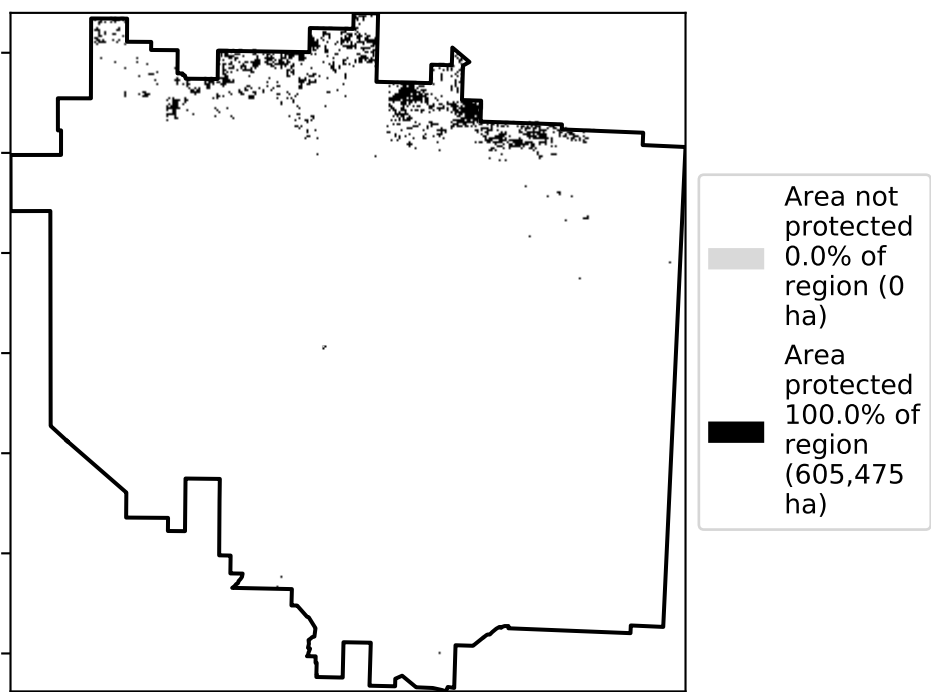 Area not
protected
0.0% of
region (0
ha)
Area
protected
100.0% of
region
(605,475
ha)